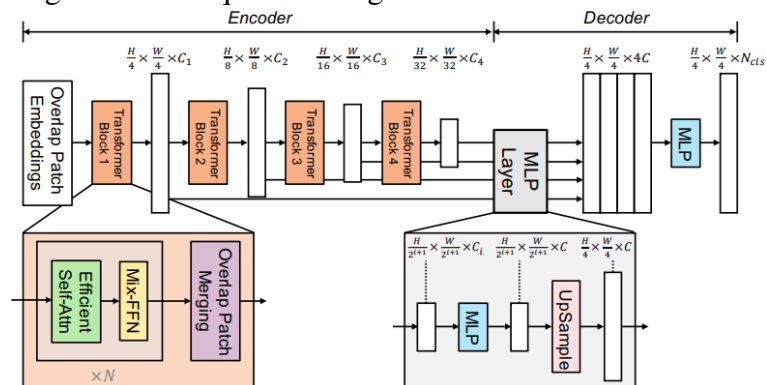 Encoder
Decoder
H/4 × W/4 ×C₁
H/8 × W/8 ×C₂
H/16 × W/16 ×C₃
H/32 × W/32 ×C₄
H/4 × W/4 ×4C
H/4 × W/4 ×N_cls
Overlap Patch
Embeddings
Transformer
Block 1
Transformer
Block 2
Transformer
Block 3
Transformer
Block 4
MLP
Layer
MLP
Efficient
Self-Attn
Mix-FFN
Overlap Patch
Merging
×N
H/2^(i+1) × W/2^(i+1) ×C_i
H/2^(i+1) × W/2^(i+1) ×C
H/4 × W/4 ×C
MLP
UpSample